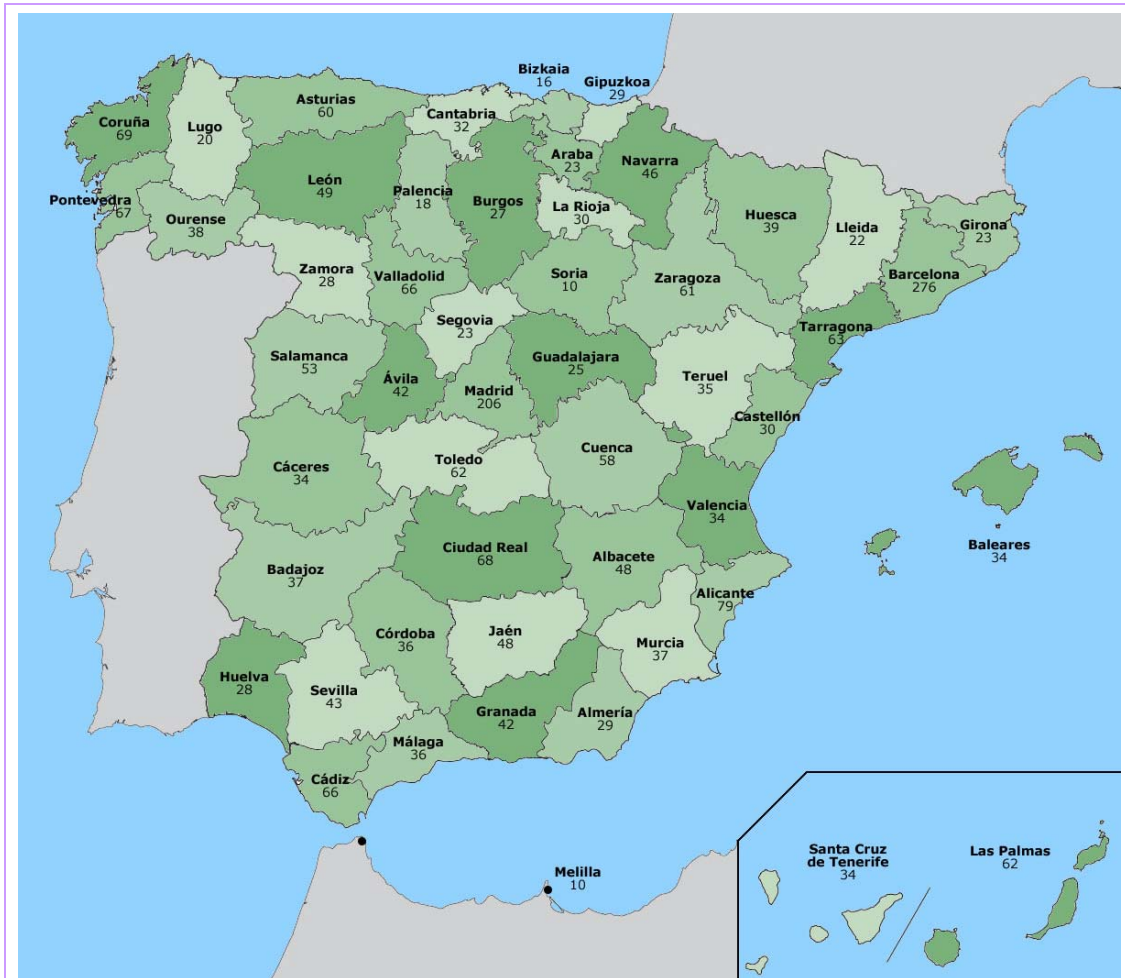 Bizkaia
16
Gipuzkoa
29
Asturias
60
Cantabria
32
Coruña
69
Lugo
20
Araba
23
Navarra
46
León
49
Palencia
18
Burgos
27
La Rioja
30
Pontevedra
67
Ourense
38
Huesca
39
Lleida
22
Girona
23
Zamora
28
Valladolid
66
Soria
10
Zaragoza
61
Barcelona
276
Segovia
23
Tarragona
63
Salamanca
53
Ávila
42
Guadalajara
25
Madrid
206
Teruel
35
Castellón
30
Toledo
62
Cuenca
58
Cáceres
34
Valencia
34
Baleares
34
Ciudad Real
68
Albacete
48
Badajoz
37
Alicante
79
Córdoba
36
Jaén
48
Murcia
37
Huelva
28
Sevilla
43
Granada
42
Almería
29
Málaga
36
Cádiz
66
Santa Cruz
de Tenerife
34
Las Palmas
62
Melilla
10